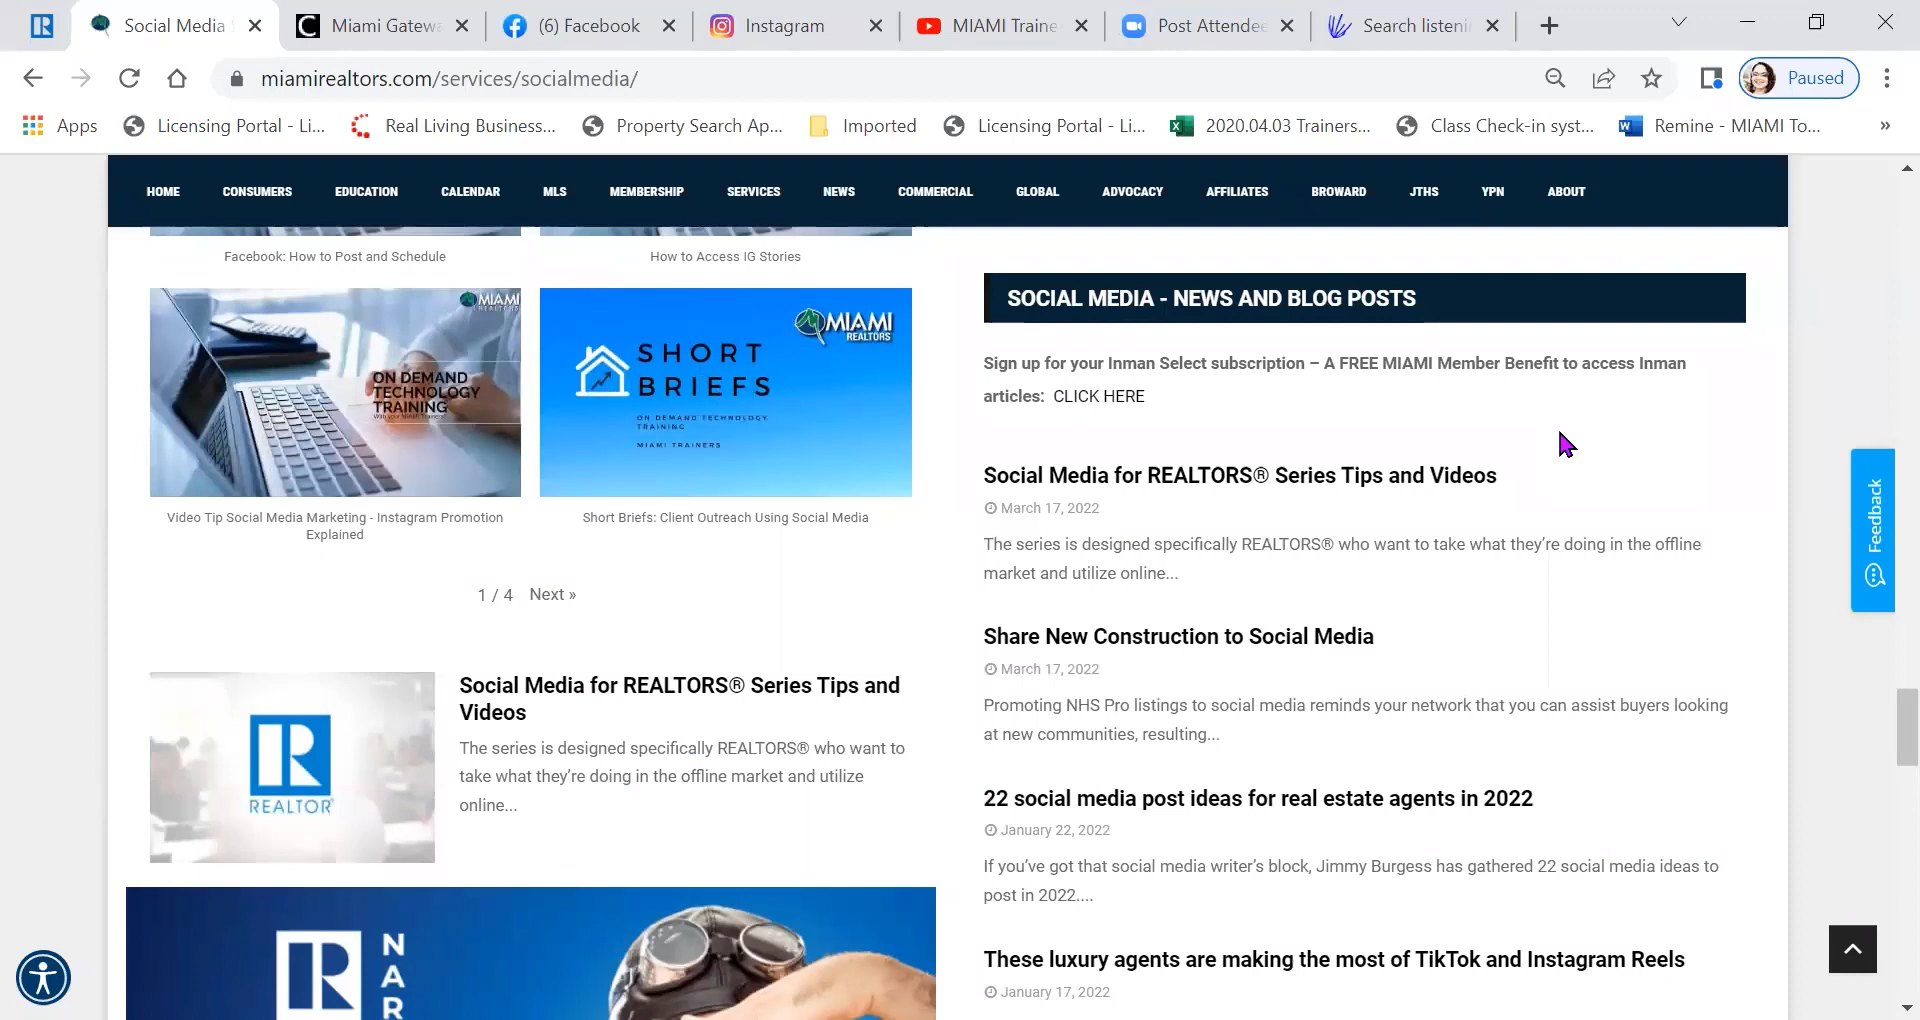 Social Media
Miami Gatew
(6) Facebook
Instagram
MIAMI Traine
Post Attende
Search listeni
miamirealtors.com/services/socialmedia/
Paused
Apps
Licensing Portal - Li...
Real Living Business...
Property Search Ap...
Imported
Licensing Portal - Li...
2020.04.03 Trainers...
Class Check-in syst...
Remine - MIAMI To...
»
HOME
CONSUMERS
EDUCATION
CALENDAR
MLS
MEMBERSHIP
SERVICES
NEWS
COMMERCIAL
GLOBAL
ADVOCACY
AFFILIATES
BROWARD
JTHS
YPN
ABOUT
Facebook: How to Post and Schedule
How to Access IG Stories
MIAMI
REALTORS
ON DEMAND
TECHNOLOGY
TRAINING
MIAMI
REALTORS
SHORT
BRIEFS
ON DEMAND TECHNOLOGY
TRAINING
MIAMI TRAINERS
Video Tip Social Media Marketing - Instagram Promotion
Explained
Short Briefs: Client Outreach Using Social Media
1 / 4 Next »
REALTOR®
Social Media for REALTORS® Series Tips and
Videos
The series is designed specifically REALTORS® who want to
take what they're doing in the offline market and utilize
online...
N
A
R
SOCIAL MEDIA - NEWS AND BLOG POSTS
Sign up for your Inman Select subscription – A FREE MIAMI Member Benefit to access Inman
articles: CLICK HERE
Social Media for REALTORS® Series Tips and Videos
March 17, 2022
The series is designed specifically REALTORS® who want to take what they're doing in the offline
market and utilize online...
Share New Construction to Social Media
March 17, 2022
Promoting NHS Pro listings to social media reminds your network that you can assist buyers looking
at new communities, resulting...
22 social media post ideas for real estate agents in 2022
January 22, 2022
If you've got that social media writer's block, Jimmy Burgess has gathered 22 social media ideas to
post in 2022....
These luxury agents are making the most of TikTok and Instagram Reels
January 17, 2022
Feedback